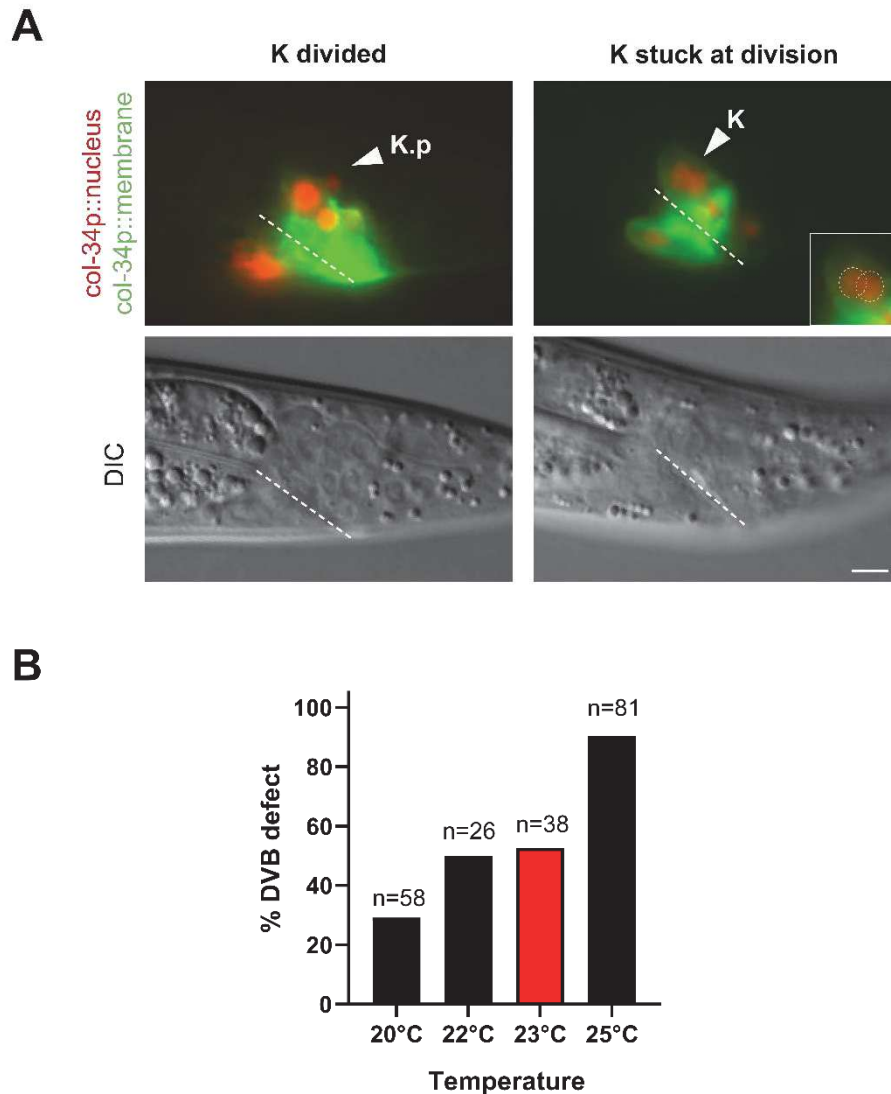 A
K divided
K stuck at division
col-34p::nucleus
col-34p::membrane
K.p
K
DIC
B
% DVB defect
100
80
60
40
20
0
n=58
n=26
n=38
n=81
20°C
22°C
23°C
25°C
Temperature